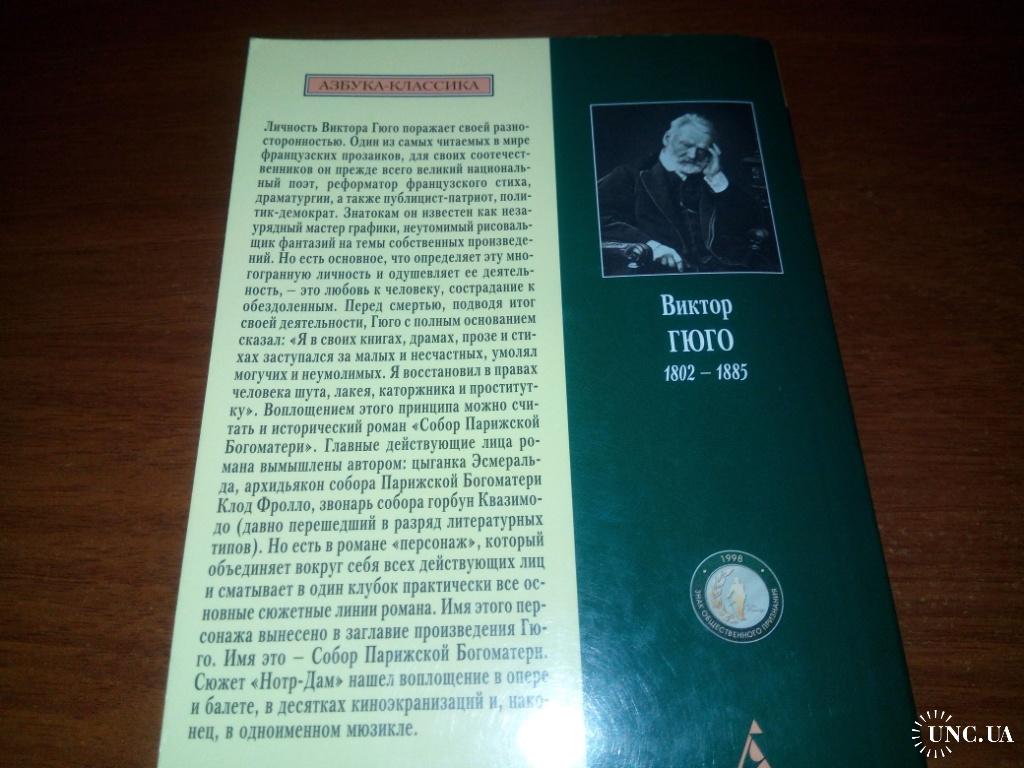 АЗБУКА-КЛАССИКА
Личность Виктора Гюго поражает своей разно-
сторонностью. Один из самых читаемых в мире
французских прозаиков, для своих соотечест-
венников он прежде всего великий националь-
ный поэт, реформатор французского стиха,
драматургии, а также публицист-патриот, поли-
тик-демократ. Знатокам он известен как неза-
урядный мастер графики, неутомимый рисоваль-
щик фантазий на темы собственных произведе-
ний. Но есть основное, что определяет эту мно-
гогранную личность и одушевляет ее деятель-
ность, – это любовь к человеку, сострадание к
обездоленным. Перед смертью, подводя итог
своей деятельности, Гюго с полным основанием
сказал: «Я в своих книгах, драмах, прозе и сти-
хах заступался за малых и несчастных, умолял
могучих и неумолимых. Я восстановил в правах
человека шута, лакея, каторжника и проститут-
ку». Воплощением этого принципа можно счи-
тать и исторический роман «Собор Парижской
Богоматери». Главные действующие лица ро-
мана вымышлены автором: цыганка Эсмераль-
да, архидьякон собора Парижской Богоматери
Клод Фролло, звонарь собора горбун Квазимо-
до (давно перешедший в разряд литературных
типов). Но есть в романе «персонаж», который
объединяет вокруг себя всех действующих лиц
и сматывает в один клубок практически все ос-
новные сюжетные линии романа. Имя этого пер-
сонажа вынесено в заглавие произведения Гю-
го. Имя это – Собор Парижской Богоматери.
Сюжет «Нотр-Дам» нашел воплощение в опере
и балете, в десятках киноэкранизаций и, нако-
нец, в одноименном мюзикле.
Виктор
ГЮГО
1802 – 1885
1998
ЗНАК ОБЩЕСТВЕННОГО ПРИЗНАНИЯ
UNC.UA